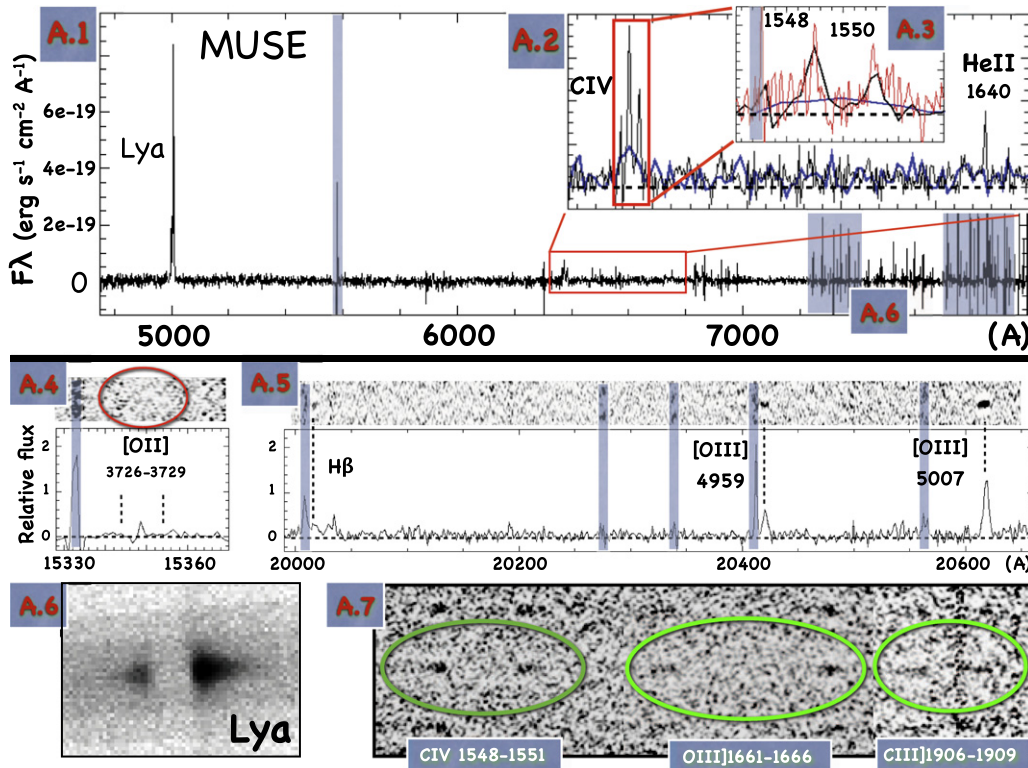 A.1
MUSE
Lya
Fλ (erg s⁻¹ cm⁻² A⁻¹)
6e-19
4e-19
2e-19
0
5000
6000
7000
(A)
A.2
CIV
A.3
1548
1550
HeII
1640
A.6
A.4
[OII]
3726-3729
Relative flux
2
1
0
15330
15360
A.5
2
1
0
Hβ
[OIII]
4959
[OIII]
5007
20000
20200
20400
20600
(A)
A.6
Lya
A.7
CIV 1548-1551
OIII]1661-1666
CIII]1906-1909